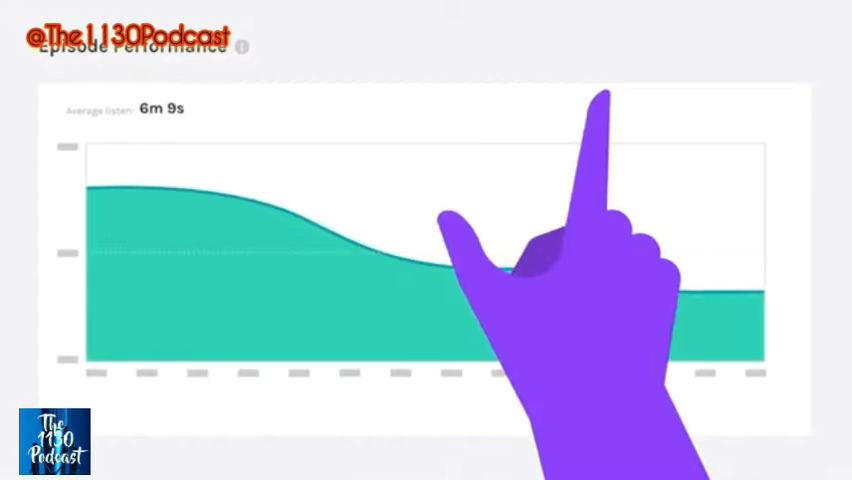 @The1130Podcast
Episode Performance
Average listen: 6m 9s
The
1130
Podcast